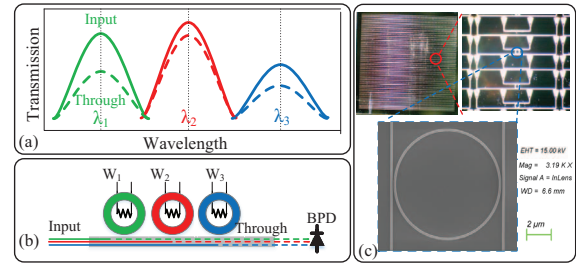 Input
Through
λ1 λ2 λ3
Transmission
Wavelength
(a)
W1 W2 W3
Input
Through
BPD
(b)
EHT = 15.00 kV
Mag = 3.19 K X
Signal A = InLens
WD = 6.6 mm
2 μm
(c)